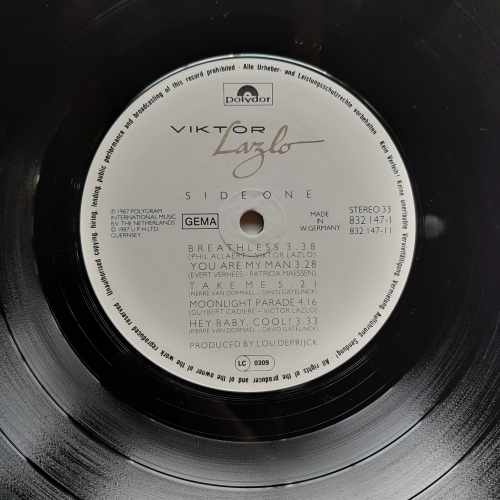 Polydor
VIKTOR
Lazlo
SIDE ONE
℗ 1987 POLYGRAM
INTERNATIONAL MUSIC
B.V. THE NETHERLANDS
© 1987 U P H LTD.
GUERNSEY
GEMA
MADE
IN
W. GERMANY
STEREO 33
832 147-1
832 147-11
BREATHLESS 3.38
(PHIL ALLAERT - VIKTOR LAZLO)
YOU ARE MY MAN 3.28
(EVERT VERHEES - PATRICIA MAESSEN)
TAKE ME 5.21
(PIERRE VAN DORMAEL - DAVID GISTELINCK)
MOONLIGHT PARADE 4.16
(GUYBERT CADIERE - VICTOR LAZLO)
HEY BABY, COOL! 3.33
(PIERRE VAN DORMAEL - DAVID GISTELINCK)
PRODUCED BY LOU DEPRIJCK
LC 0309
All rights of the producer and of the owner of the work reproduced reserved. Unauthorised copying, hiring, lending, public performance and broadcasting of this record prohibited · Alle Urheber- und Leistungsschutzrechte vorbehalten. Kein Verleih! Keine unerlaubte Vervielfältigung, Vermietung, Aufführung, Sendung!